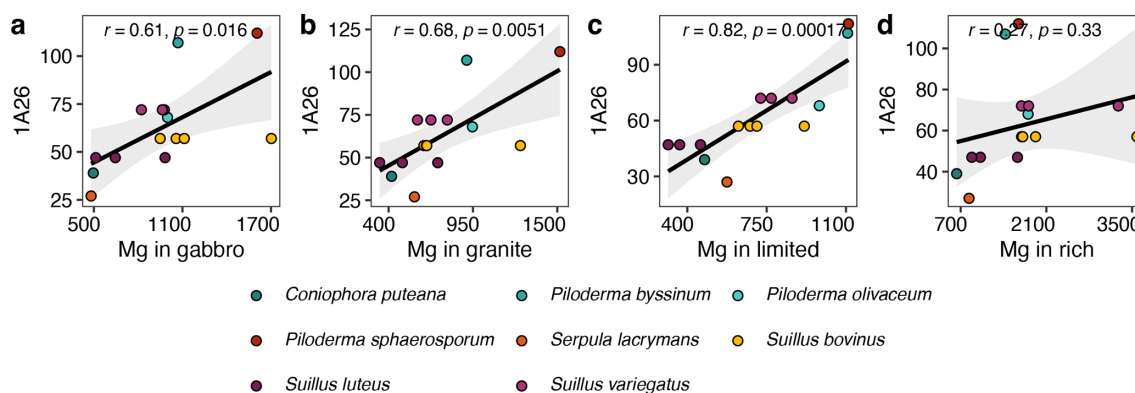 a
r = 0.61, p = 0.016
1A26
100
75
50
25
500
1100
1700
Mg in gabbro
b
r = 0.68, p = 0.0051
1A26
125
100
75
50
25
400
950
1500
Mg in granite
c
r = 0.82, p = 0.00017
1A26
90
60
30
400
750
1100
Mg in limited
d
r = 0.27, p = 0.33
1A26
100
80
60
40
700
2100
3500
Mg in rich
Coniophora puteana
Piloderma byssinum
Piloderma olivaceum
Piloderma sphaerosporum
Serpula lacrymans
Suillus bovinus
Suillus luteus
Suillus variegatus